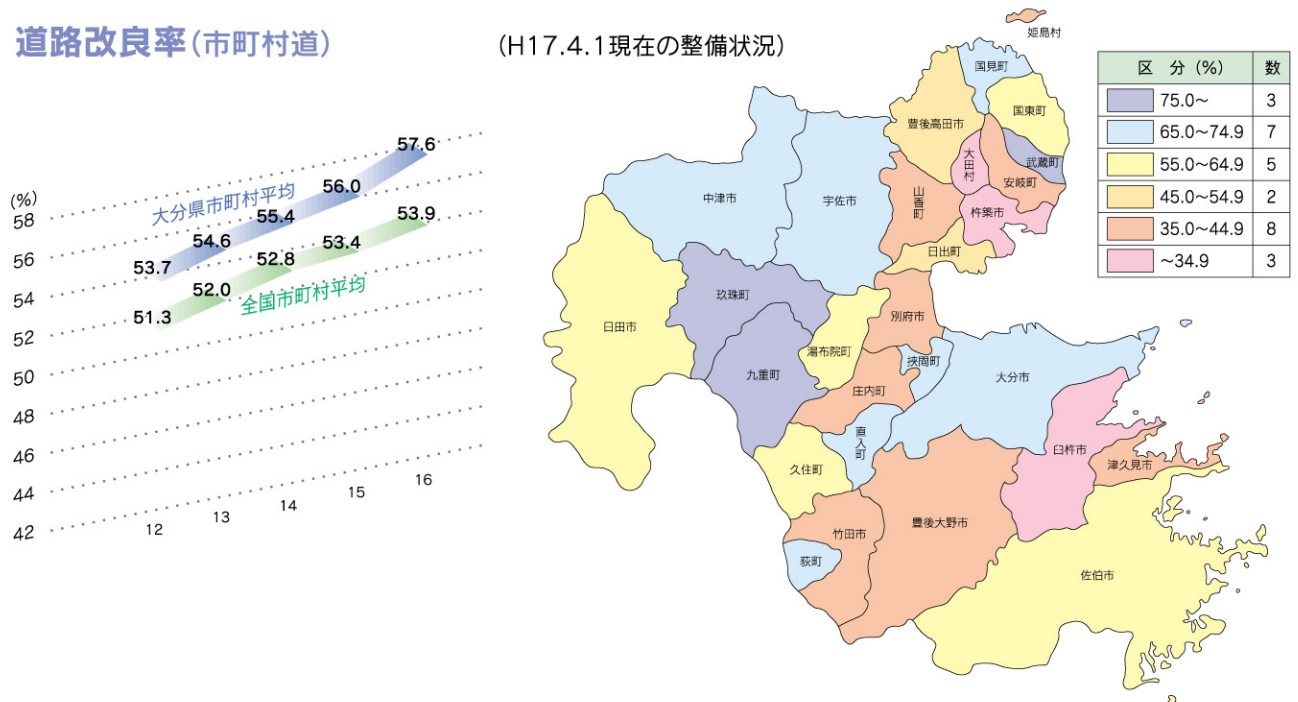 道路改良率(市町村道)
(H17.4.1現在の整備状況)
(%)
58
56
54
52
50
48
46
44
42
大分県市町村平均
53.7
54.6
55.4
56.0
57.6
全国市町村平均
51.3
52.0
52.8
53.4
53.9
12
13
14
15
16
区 分 (%) 数
75.0~ 3
65.0~74.9 7
55.0~64.9 5
45.0~54.9 2
35.0~44.9 8
~34.9 3
姫島村
国見町
国東町
豊後高田市
武蔵町
大田村
安岐町
山香町
杵築市
日出町
中津市
宇佐市
玖珠町
日田市
別府市
湯布院町
挾間町
九重町
庄内町
大分市
直入町
久住町
臼杵市
津久見市
竹田市
豊後大野市
荻町
佐伯市